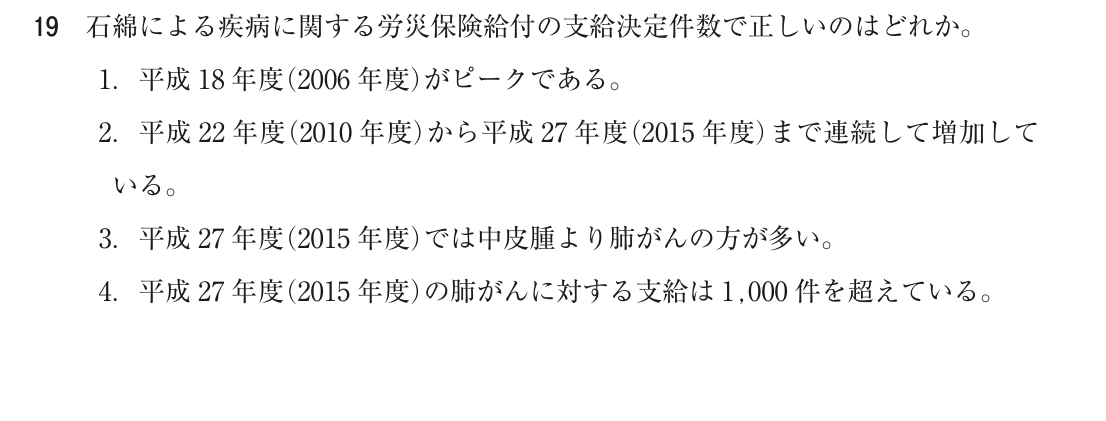 19 石綿による疾病に関する労災保険給付の支給決定件数で正しいのはどれか。
1. 平成 18 年度(2006 年度)がピークである。
2. 平成 22 年度(2010 年度)から平成 27 年度(2015 年度)まで連続して増加して
いる。
3. 平成 27 年度(2015 年度)では中皮腫より肺がんの方が多い。
4. 平成 27 年度(2015 年度)の肺がんに対する支給は 1,000 件を超えている。